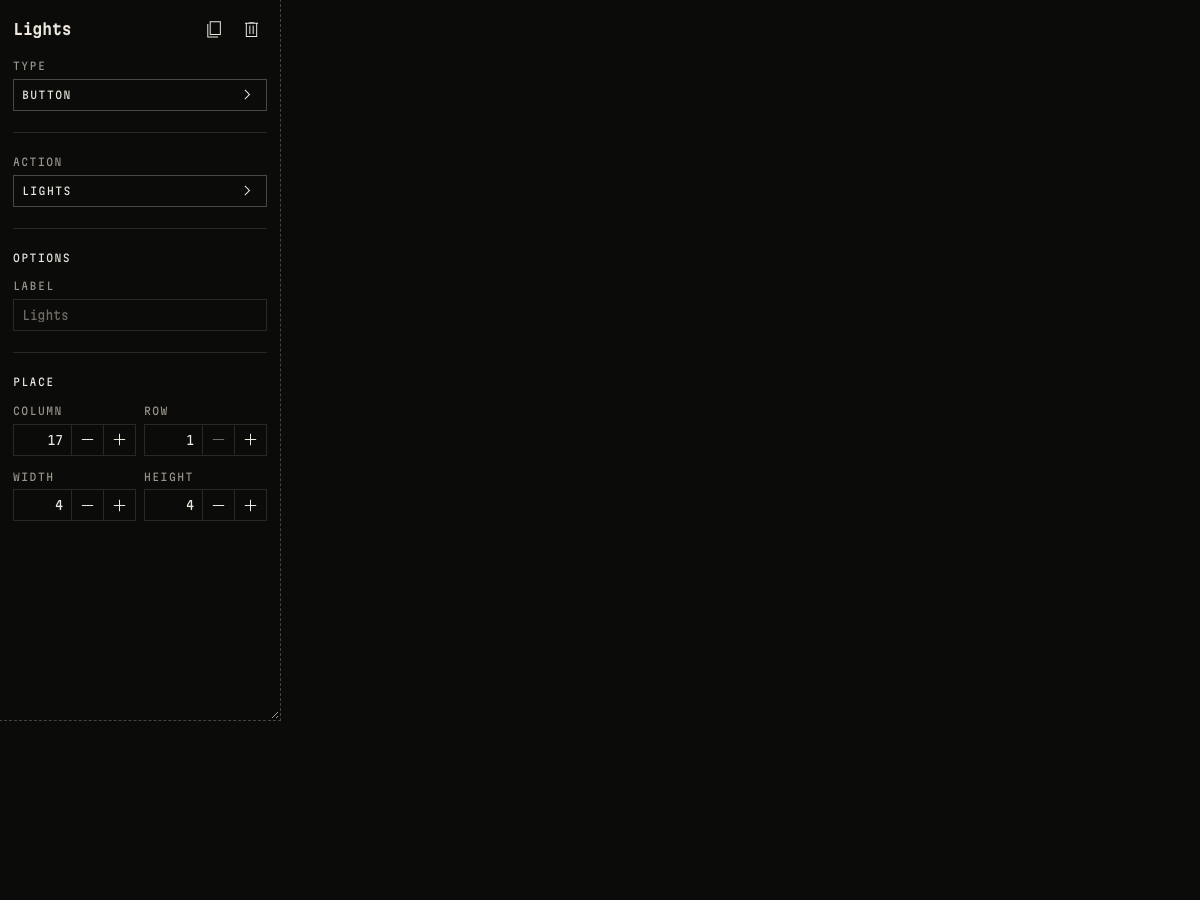 Lights
TYPE
BUTTON
ACTION
LIGHTS
OPTIONS
LABEL
Lights
PLACE
COLUMN ROW
17 1
WIDTH HEIGHT
4 4